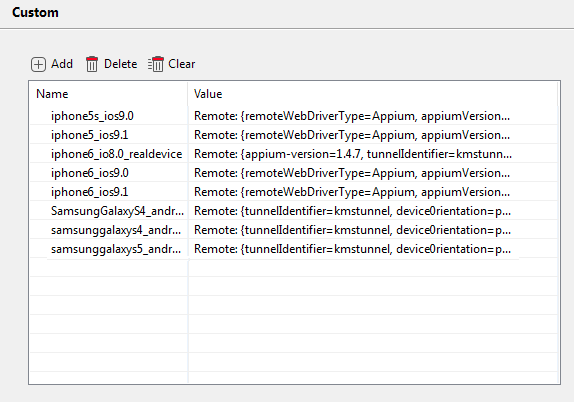 Custom
Add Delete Clear
Name Value
iphone5s_ios9.0 Remote: {remoteWebDriverType=Appium, appiumVersion...
iphone5_ios9.1 Remote: {remoteWebDriverType=Appium, appiumVersion...
iphone6_io8.0_realdevice Remote: {appium-version=1.4.7, tunnelIdentifier=kmstunn...
iphone6_ios9.0 Remote: {remoteWebDriverType=Appium, appiumVersion...
iphone6_ios9.1 Remote: {remoteWebDriverType=Appium, appiumVersion...
SamsungGalaxyS4_andr... Remote: {tunnelIdentifier=kmstunnel, deviceOrientation=p...
samsunggalaxys4_andr... Remote: {tunnelIdentifier=kmstunnel, deviceOrientation=p...
samsunggalaxys5_andr... Remote: {tunnelIdentifier=kmstunnel, deviceOrientation=p...